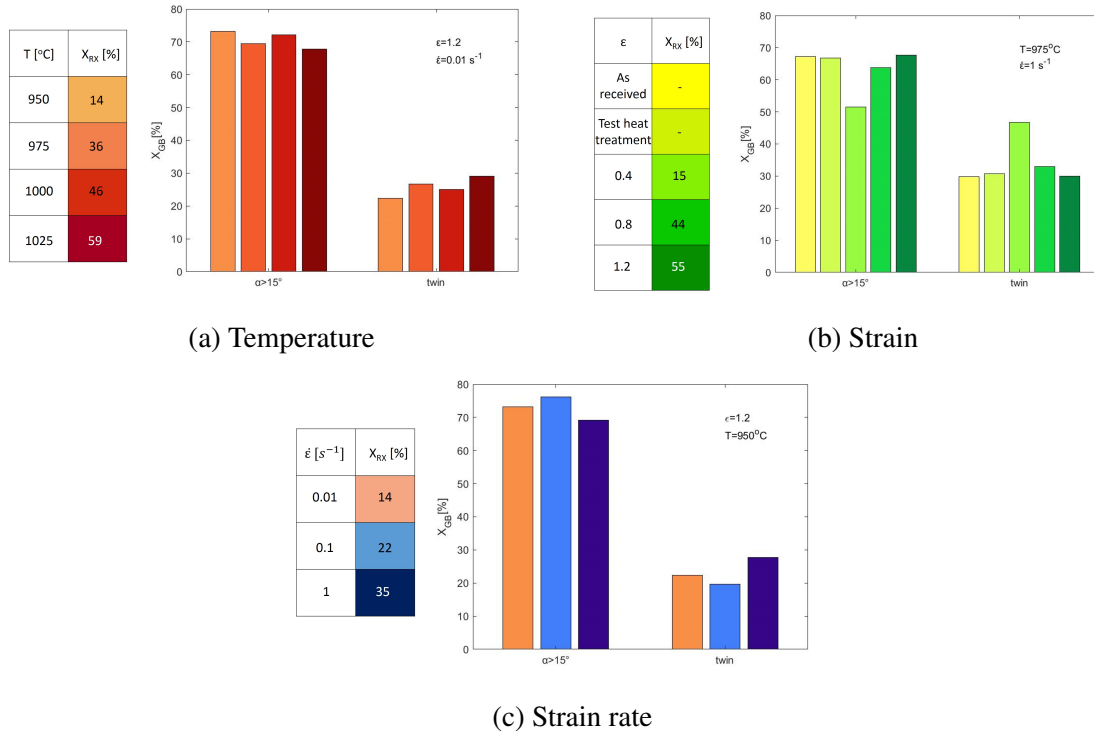 T [°C] X_RX [%]
950 14
975 36
1000 46
1025 59
X_GB[%]
80
70
60
50
40
30
20
10
0
ε=1.2
ε̇=0.01 s⁻¹
α>15° twin
(a) Temperature
ε X_RX [%]
As
received -
Test heat
treatment -
0.4 15
0.8 44
1.2 55
X_GB[%]
80
70
60
50
40
30
20
10
0
T=975°C
ε̇=1 s⁻¹
α>15° twin
(b) Strain
ε̇ [s⁻¹] X_RX [%]
0.01 14
0.1 22
1 35
X_GB[%]
80
70
60
50
40
30
20
10
0
ϵ=1.2
T=950°C
α>15° twin
(c) Strain rate